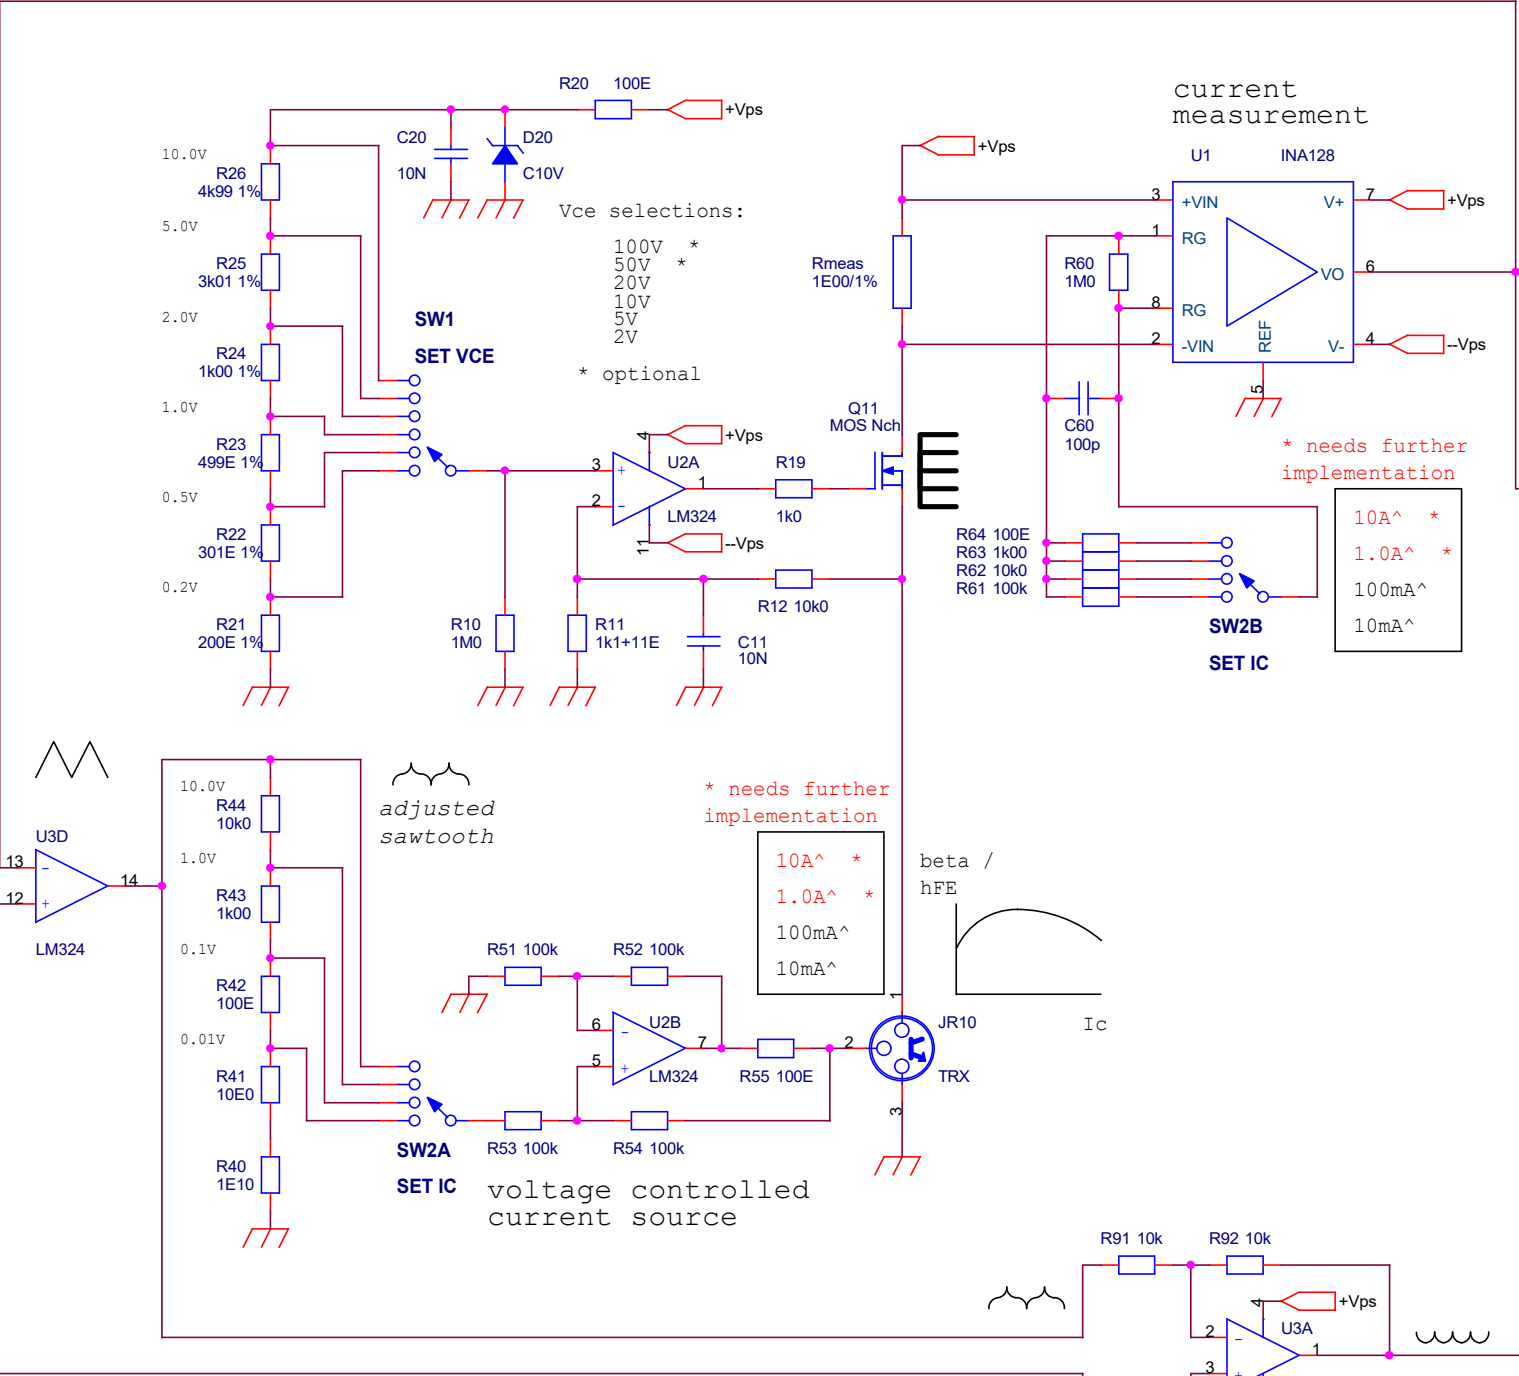 R20 100E
+Vps
C20
10N
D20
C10V
10.0V
R26
4k99 1%
5.0V
R25
3k01 1%
2.0V
R24
1k00 1%
1.0V
R23
499E 1%
0.5V
R22
301E 1%
0.2V
R21
200E 1%
Vce selections:
100V *
50V *
20V
10V
5V
2V
* optional
SW1
SET VCE
R10
1M0
3
+
2
−
4
+Vps
U2A
1
LM324
11
--Vps
R11
1k1+11E
C11
10N
R12 10k0
R19
1k0
Q11
MOS Nch
+Vps
Rmeas
1E00/1%
current
measurement
U1 INA128
3
+VIN
1
RG
8
RG
2
-VIN
V+
7
+Vps
VO
6
V-
4
--Vps
REF
5
R60
1M0
C60
100p
R64 100E
R63 1k00
R62 10k0
R61 100k
SW2B
SET IC
* needs further
implementation
10A^ *
1.0A^ *
100mA^
10mA^
U3D
13
−
12
+
14
LM324
10.0V
R44
10k0
1.0V
R43
1k00
0.1V
R42
100E
0.01V
R41
10E0
R40
1E10
adjusted
sawtooth
SW2A
SET IC
R51 100k
R52 100k
6
−
5
+
U2B
7
LM324
R53 100k
R54 100k
R55 100E
voltage controlled
current source
* needs further
implementation
10A^ *
1.0A^ *
100mA^
10mA^
beta /
hFE
Ic
1
2
3
JR10
TRX
R91 10k
R92 10k
4
+Vps
U3A
2
−
1
3
+